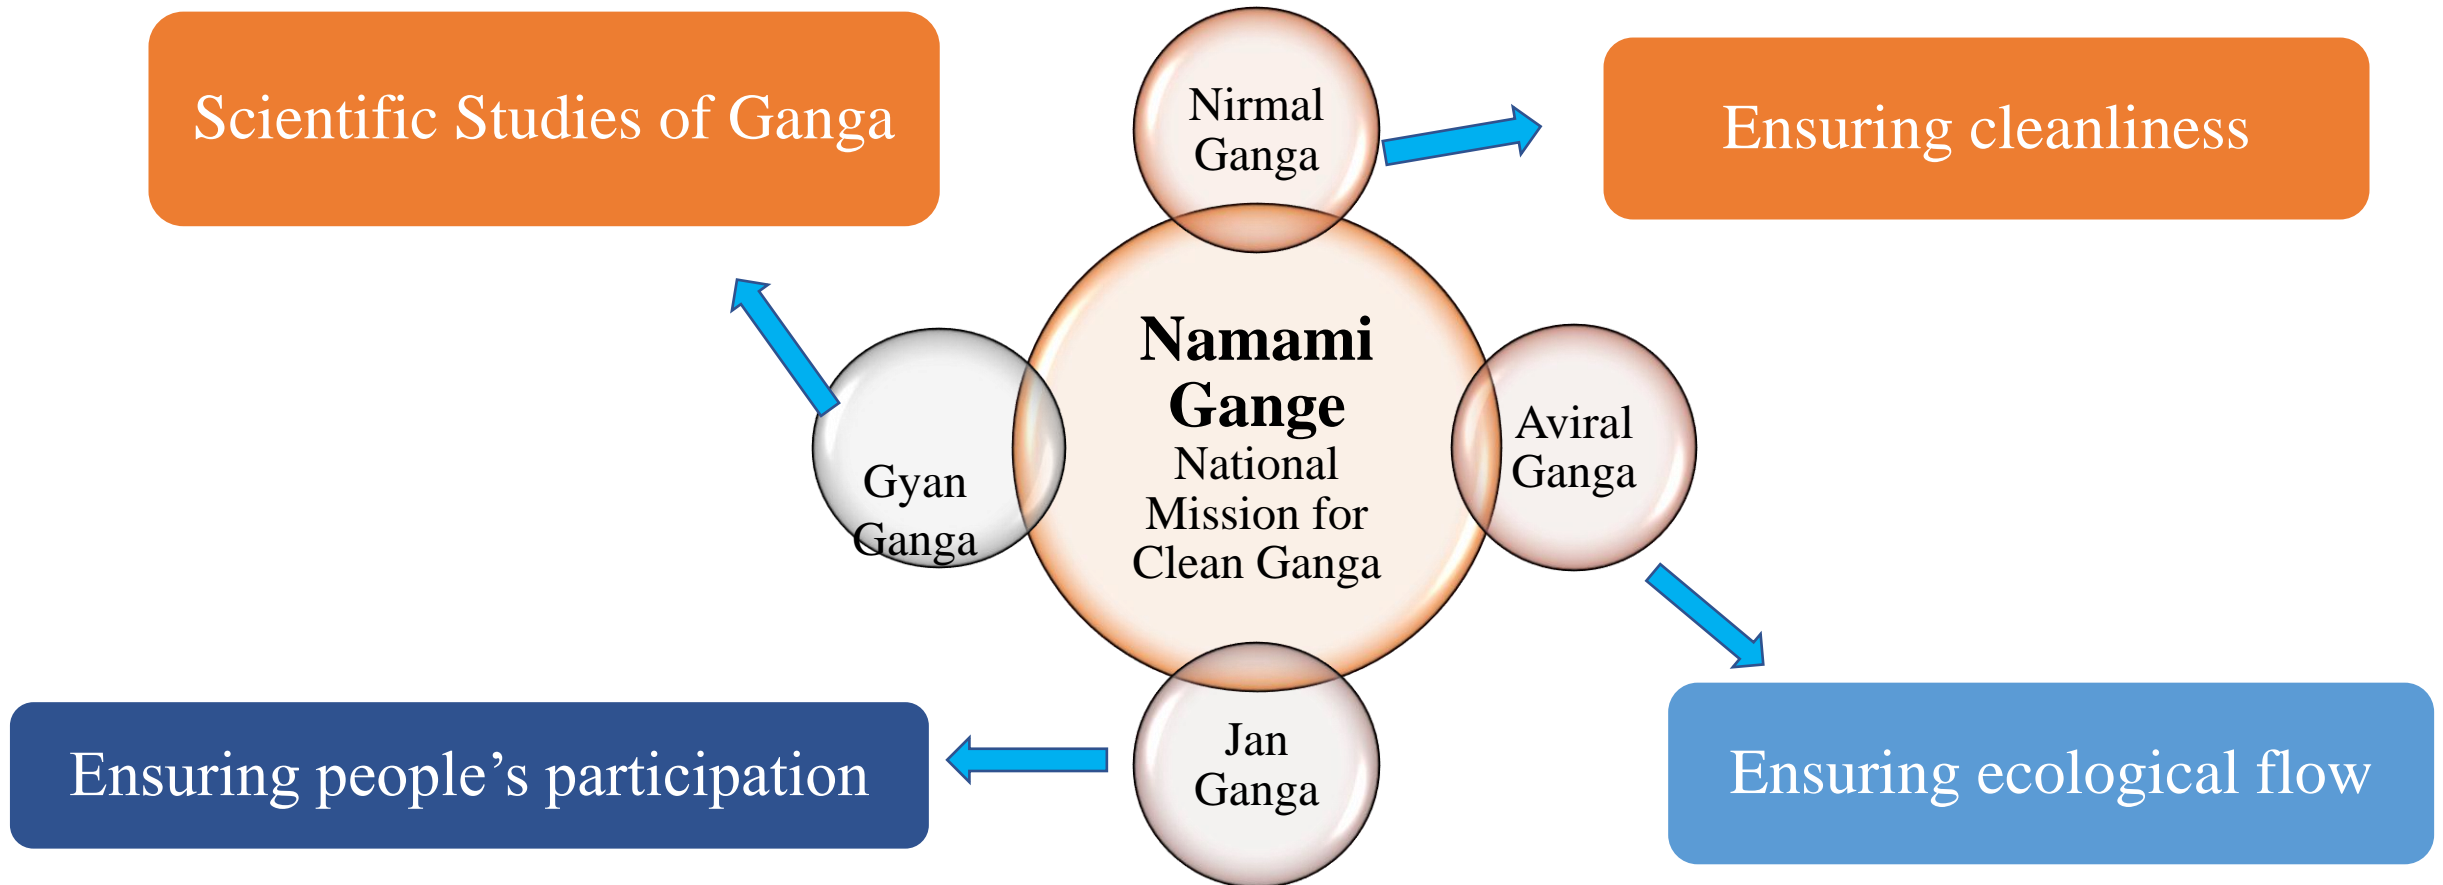 Scientific Studies of Ganga
Nirmal
Ganga
Ensuring cleanliness
Namami
Gange
National
Mission for
Clean Ganga
Gyan
Ganga
Aviral
Ganga
Jan
Ganga
Ensuring people’s participation
Ensuring ecological flow